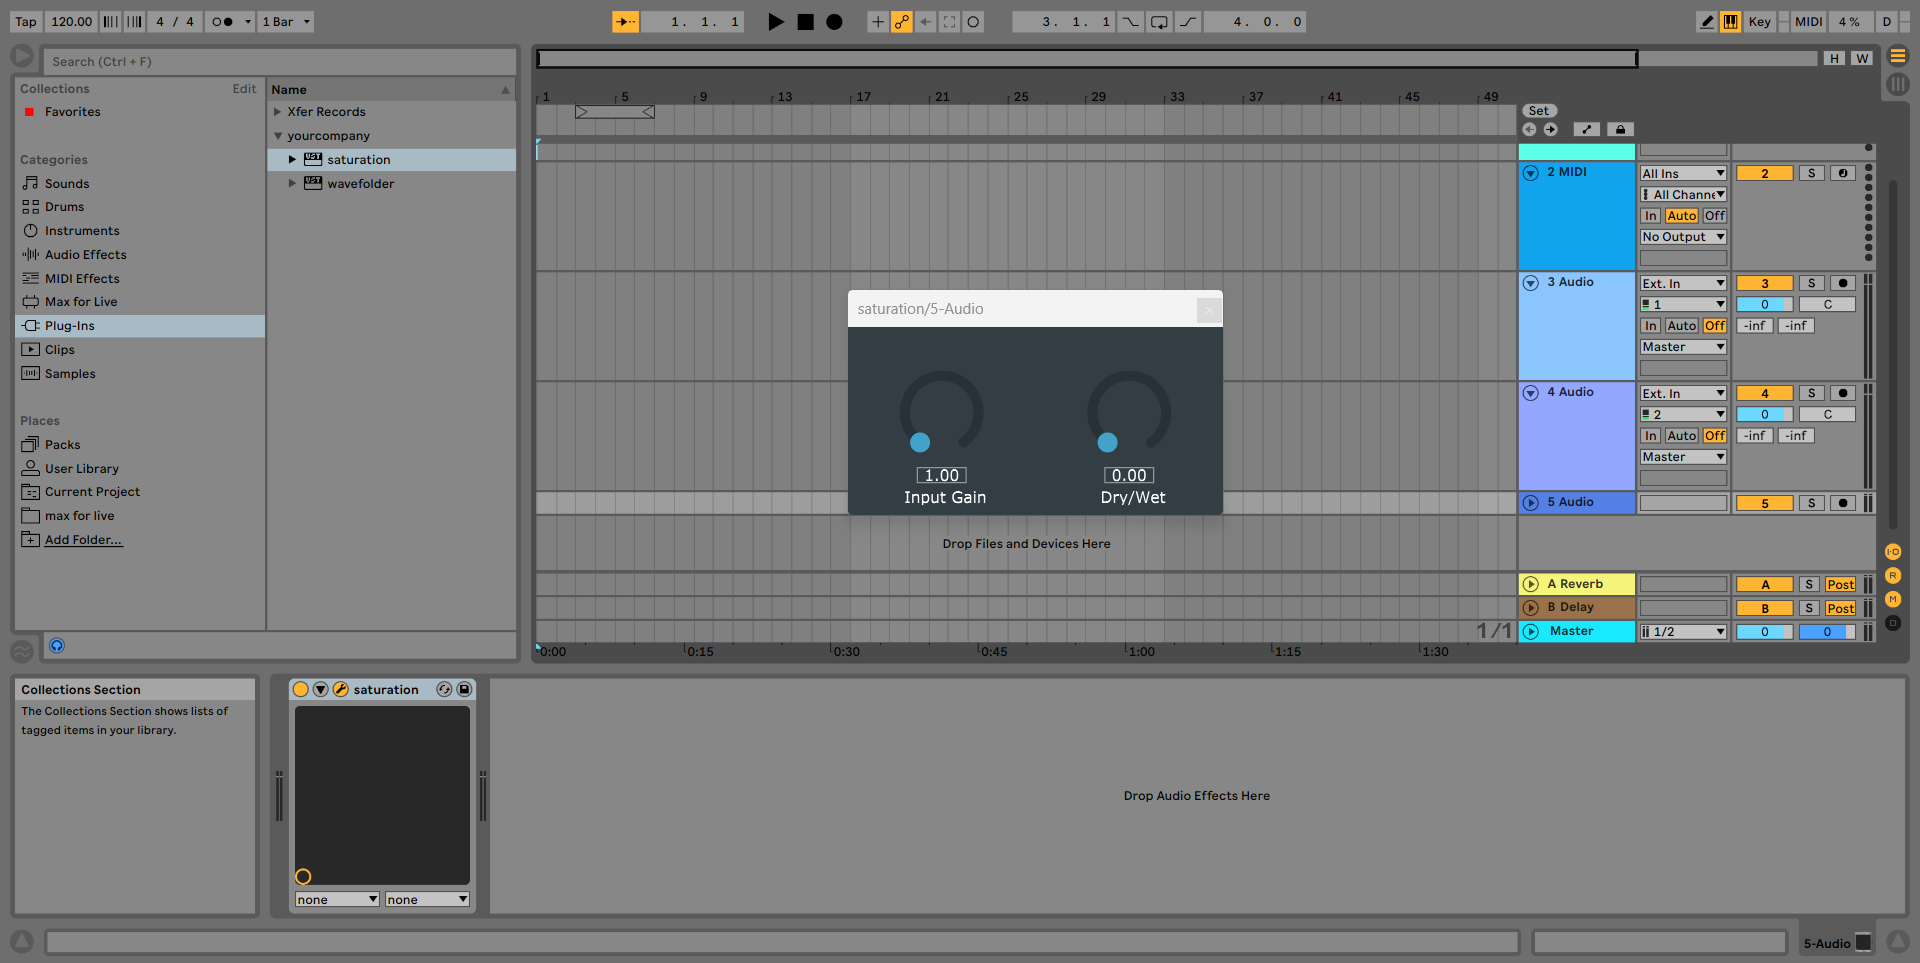 Tap 120.00 4 / 4 1 Bar 1. 1. 1 3. 1. 1 4. 0. 0 Key MIDI 4 % D
Search (Ctrl + F)
H W
Collections Edit
Favorites
Categories
Sounds
Drums
Instruments
Audio Effects
MIDI Effects
Max for Live
Plug-Ins
Clips
Samples
Places
Packs
User Library
Current Project
max for live
Add Folder...
Name
Xfer Records
yourcompany
saturation
wavefolder
1 5 9 13 17 21 25 29 33 37 41 45 49
Set
2 MIDI All Ins 2 S
All Channe
In Auto Off
No Output
3 Audio Ext. In 3 S
1 0 C
In Auto Off -inf -inf
Master
4 Audio Ext. In 4 S
2 0 C
In Auto Off -inf -inf
Master
5 Audio 5 S
saturation/5-Audio
1.00 0.00
Input Gain Dry/Wet
Drop Files and Devices Here
A Reverb A S Post
B Delay B S Post
1/1 Master 1/2 0 0
I·O
R
M
D
0:00 0:15 0:30 0:45 1:00 1:15 1:30
Collections Section
The Collections Section shows lists of
tagged items in your library.
saturation
none none
Drop Audio Effects Here
5-Audio